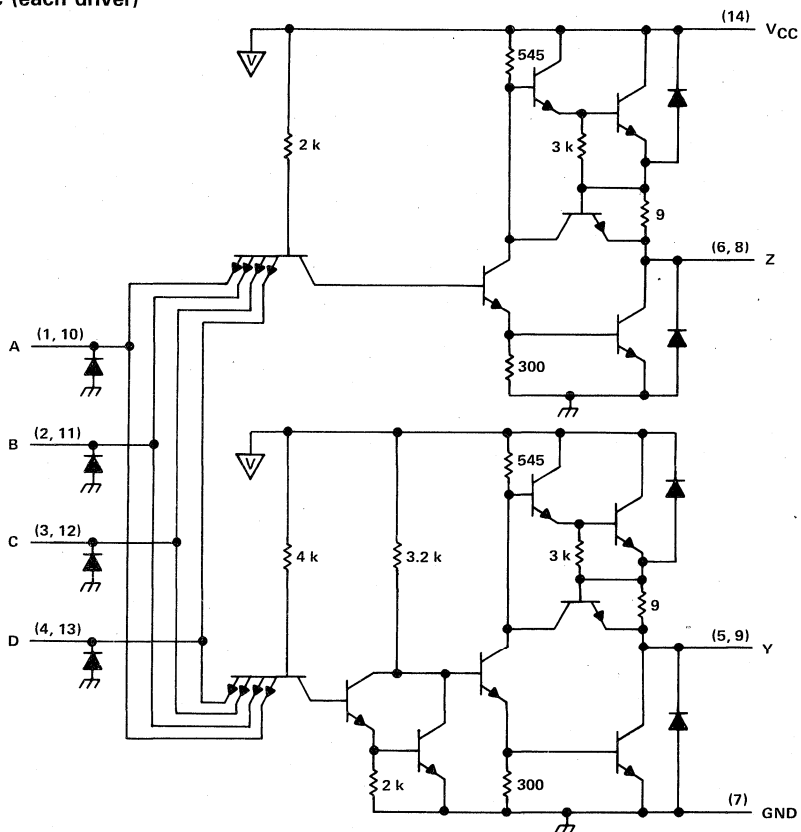 (each driver)
(14)
VCC
V
545
2 k
3 k
9
(6, 8)
Z
300
A
(1, 10)
B
(2, 11)
C
(3, 12)
D
(4, 13)
V
545
4 k
3.2 k
3 k
9
(5, 9)
Y
2 k
300
(7)
GND